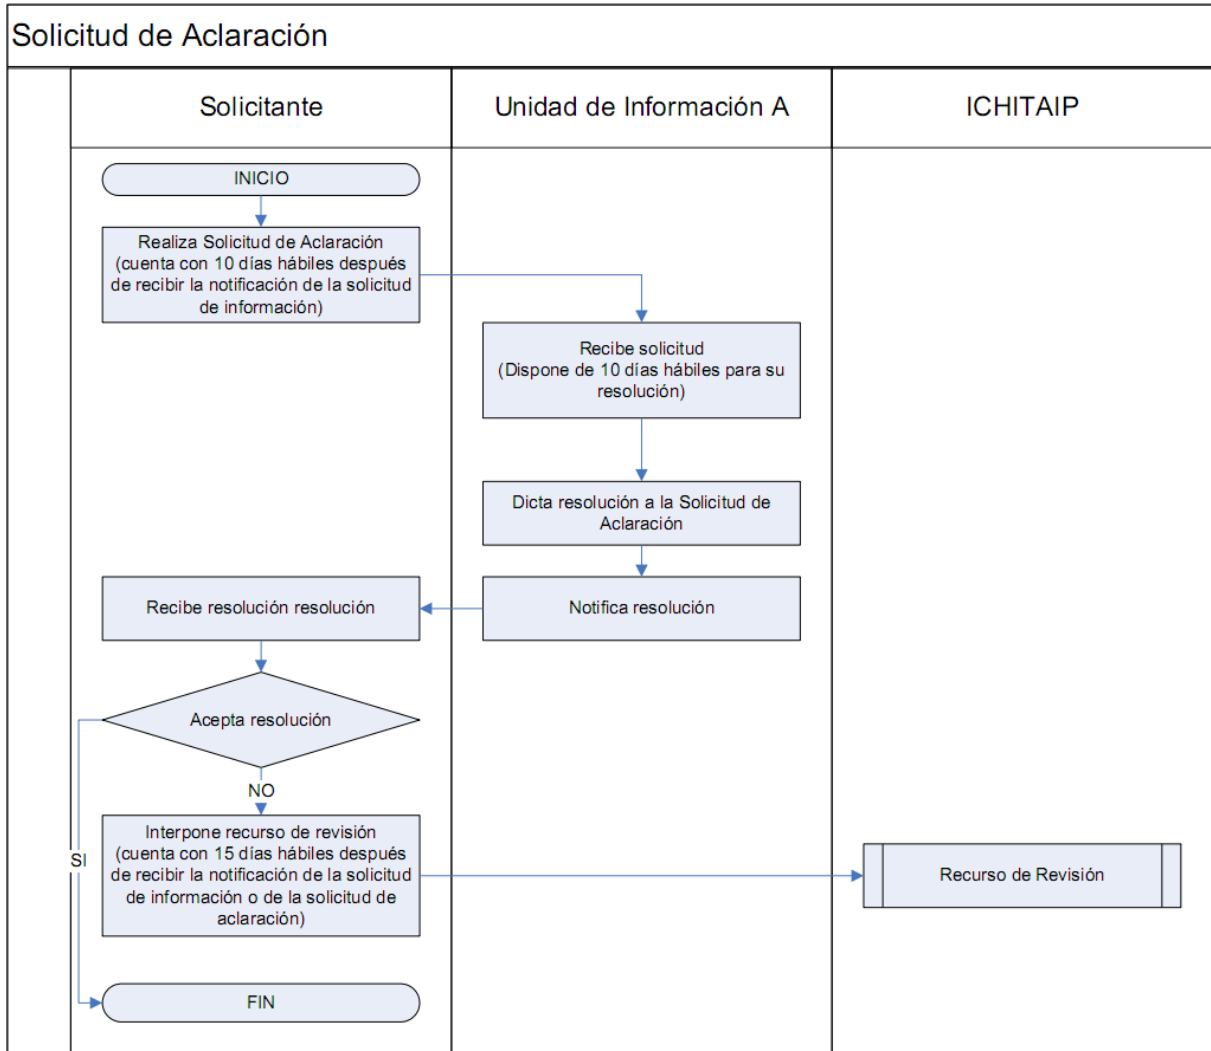 Solicitud de Aclaración
Solicitante
Unidad de Información A
ICHITAIP
INICIO
Realiza Solicitud de Aclaración
(cuenta con 10 días hábiles después
de recibir la notificación de la solicitud
de información)
Recibe solicitud
(Dispone de 10 días hábiles para su
resolución)
Dicta resolución a la Solicitud de
Aclaración
Notifica resolución
Recibe resolución resolución
Acepta resolución
NO
SI
Interpone recurso de revisión
(cuenta con 15 días hábiles después
de recibir la notificación de la solicitud
de información o de la solicitud de
aclaración)
Recurso de Revisión
FIN